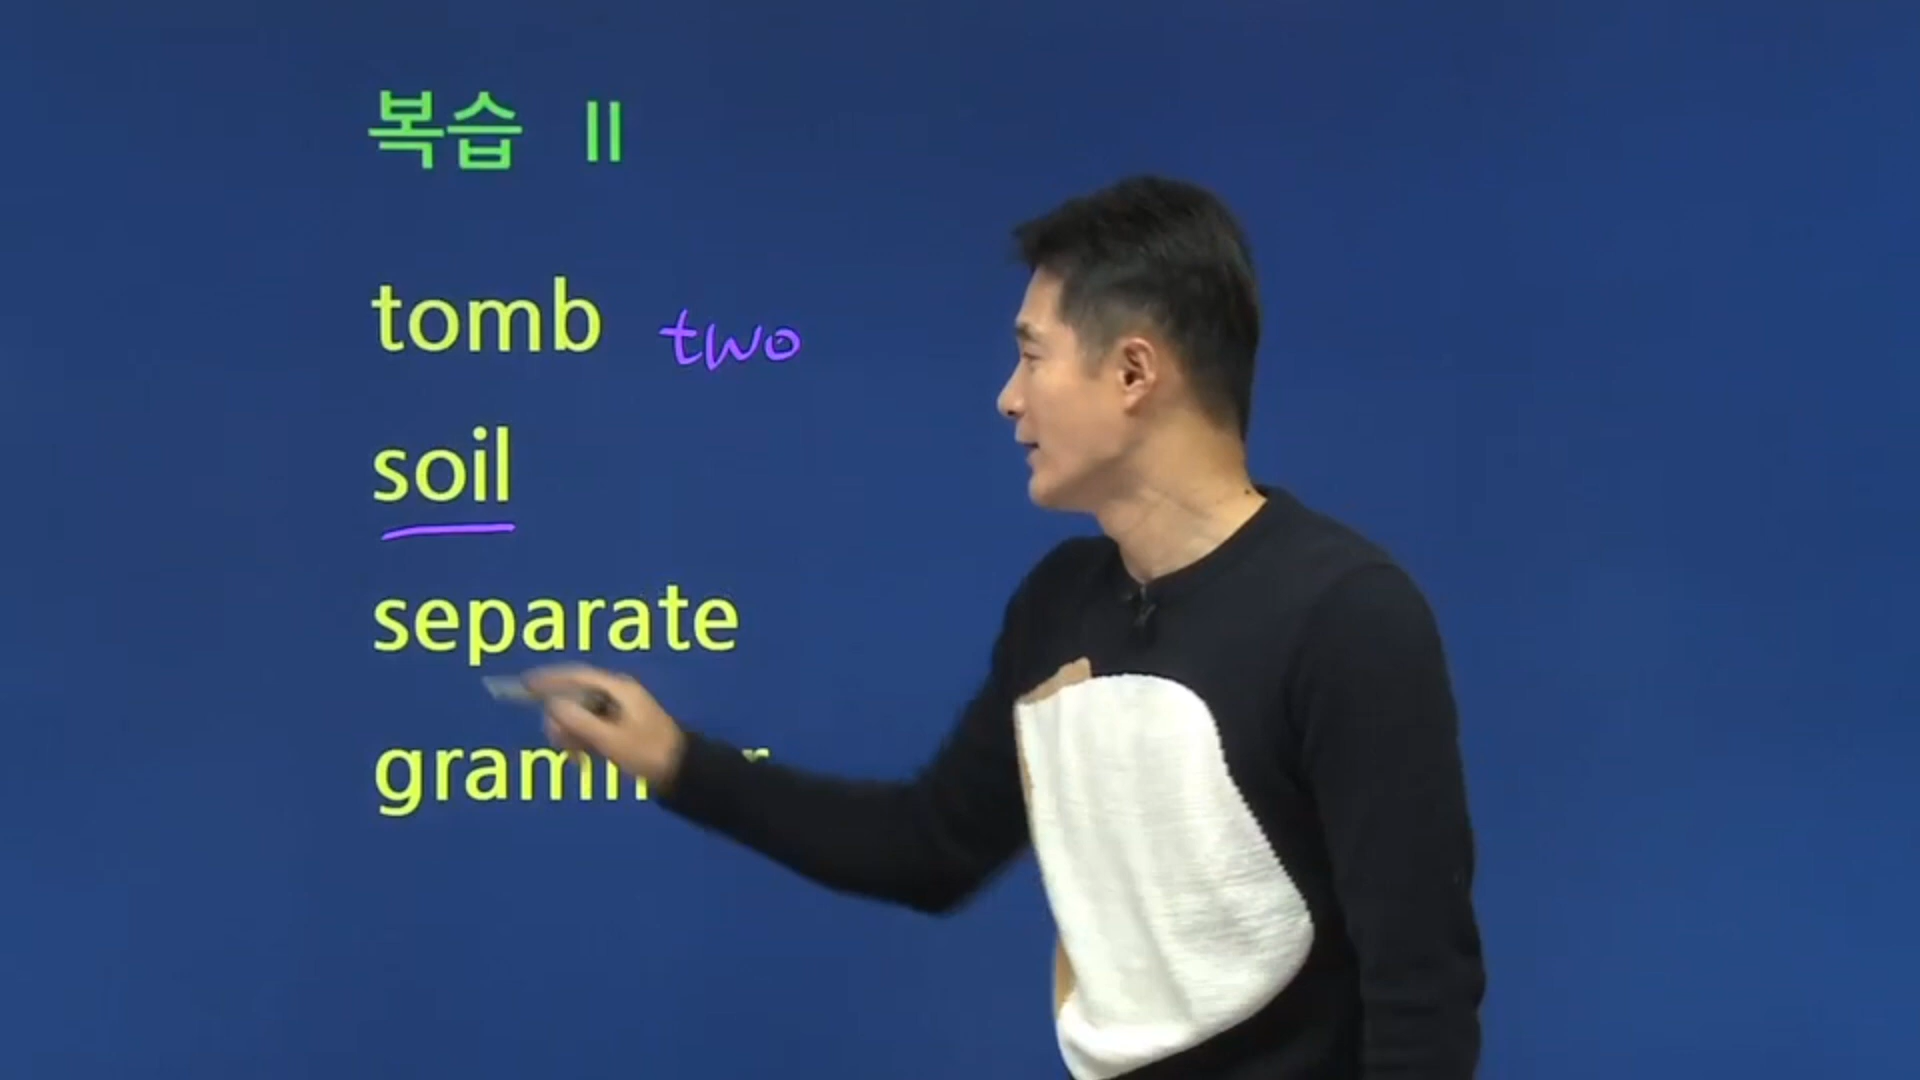 복습 II
tomb two
soil
separate